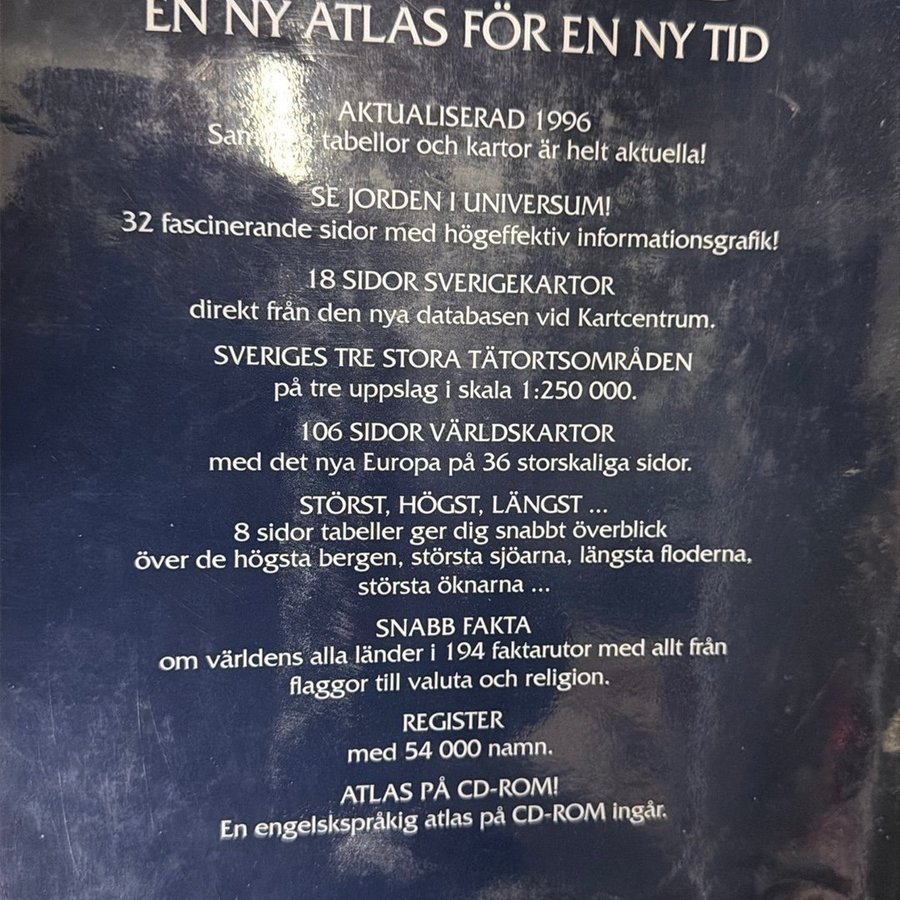 EN NY ATLAS FÖR EN NY TID
AKTUALISERAD 1996
tabellor och kartor är helt aktuella!
SE JORDEN I UNIVERSUM!
32 fascinerande sidor med högeffektiv informationsgrafik!
18 SIDOR SVERIGEKARTOR
direkt från den nya databasen vid Kartcentrum.
SVERIGES TRE STORA TÄTORTSOMRÅDEN
på tre uppslag i skala 1:250 000.
106 SIDOR VÄRLDSKARTOR
med det nya Europa på 36 storskaliga sidor.
STÖRST, HÖGST, LÄNGST ...
8 sidor tabeller ger dig snabbt överblick
över de högsta bergen, största sjöarna, längsta floderna,
största öknarna ...
SNABB FAKTA
om världens alla länder i 194 faktarutor med allt från
flaggor till valuta och religion.
REGISTER
med 54 000 namn.
ATLAS PÅ CD-ROM!
En engelskspråkig atlas på CD-ROM ingår.